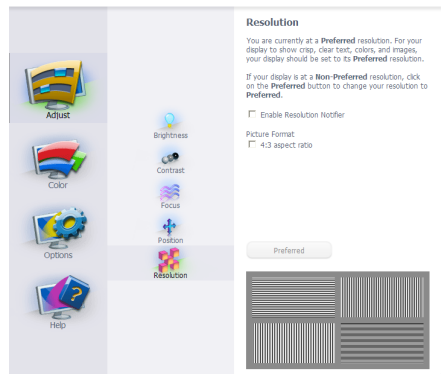 Adjust
Color
Options
Help
Brightness
Contrast
Focus
Position
Resolution
Resolution
You are currently at a Preferred resolution. For your
display to show crisp, clear text, colors, and images,
your display should be set to its Preferred resolution.
If your display is at a Non-Preferred resolution, click
on the Preferred button to change your resolution to
Preferred.
Enable Resolution Notifier
Picture Format
4:3 aspect ratio
Preferred